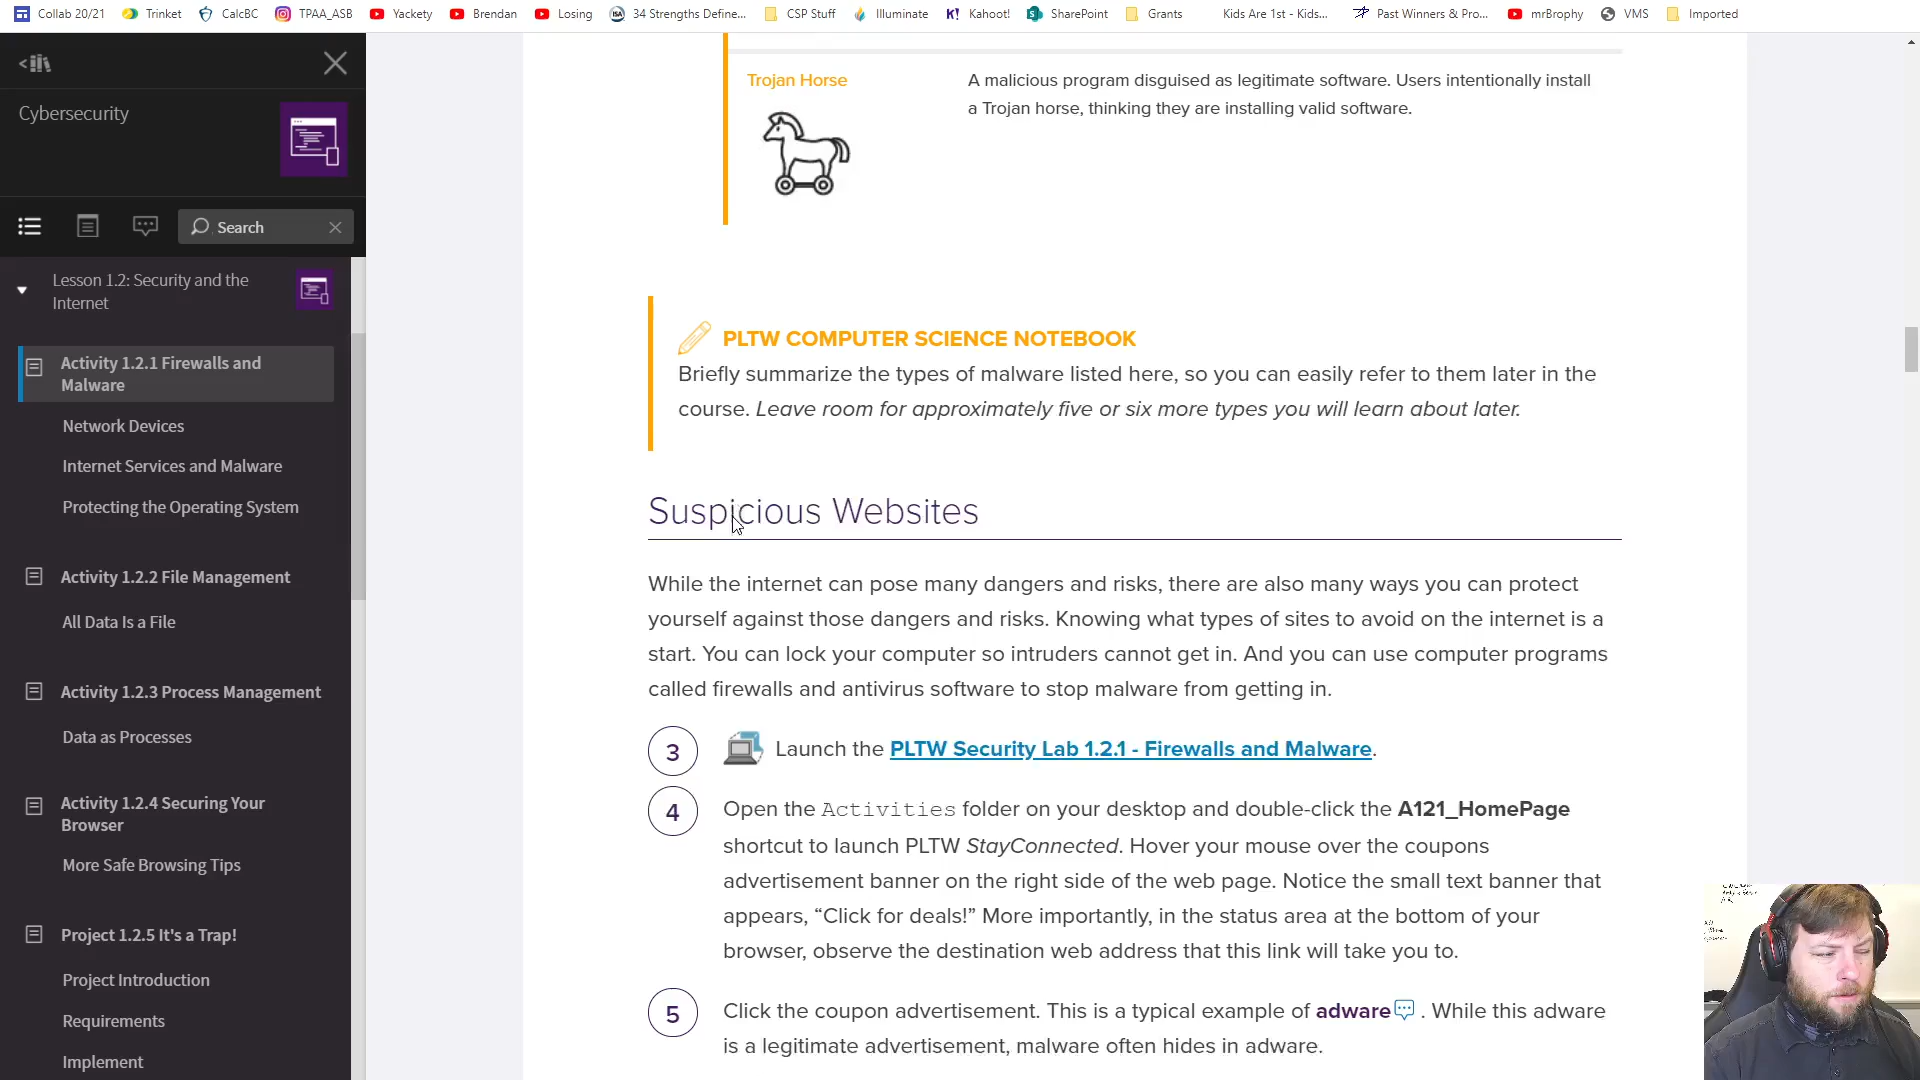 Collab 20/21 Trinket CalcBC TPAA_ASB Yackety Brendan Losing 34 Strengths Define... CSP Stuff Illuminate Kahoot! SharePoint Grants Kids Are 1st - Kids... Past Winners & Pro... mrBrophy VMS Imported
Cybersecurity
Search
Lesson 1.2: Security and the
Internet
Activity 1.2.1 Firewalls and
Malware
Network Devices
Internet Services and Malware
Protecting the Operating System
Activity 1.2.2 File Management
All Data Is a File
Activity 1.2.3 Process Management
Data as Processes
Activity 1.2.4 Securing Your
Browser
More Safe Browsing Tips
Project 1.2.5 It's a Trap!
Project Introduction
Requirements
Implement
Trojan Horse
A malicious program disguised as legitimate software. Users intentionally install
a Trojan horse, thinking they are installing valid software.
PLTW COMPUTER SCIENCE NOTEBOOK
Briefly summarize the types of malware listed here, so you can easily refer to them later in the
course. Leave room for approximately five or six more types you will learn about later.
Suspicious Websites
While the internet can pose many dangers and risks, there are also many ways you can protect
yourself against those dangers and risks. Knowing what types of sites to avoid on the internet is a
start. You can lock your computer so intruders cannot get in. And you can use computer programs
called firewalls and antivirus software to stop malware from getting in.
3 Launch the PLTW Security Lab 1.2.1 - Firewalls and Malware.
4 Open the Activities folder on your desktop and double-click the A121_HomePage
shortcut to launch PLTW StayConnected. Hover your mouse over the coupons
advertisement banner on the right side of the web page. Notice the small text banner that
appears, “Click for deals!” More importantly, in the status area at the bottom of your
browser, observe the destination web address that this link will take you to.
5 Click the coupon advertisement. This is a typical example of adware . While this adware
is a legitimate advertisement, malware often hides in adware.